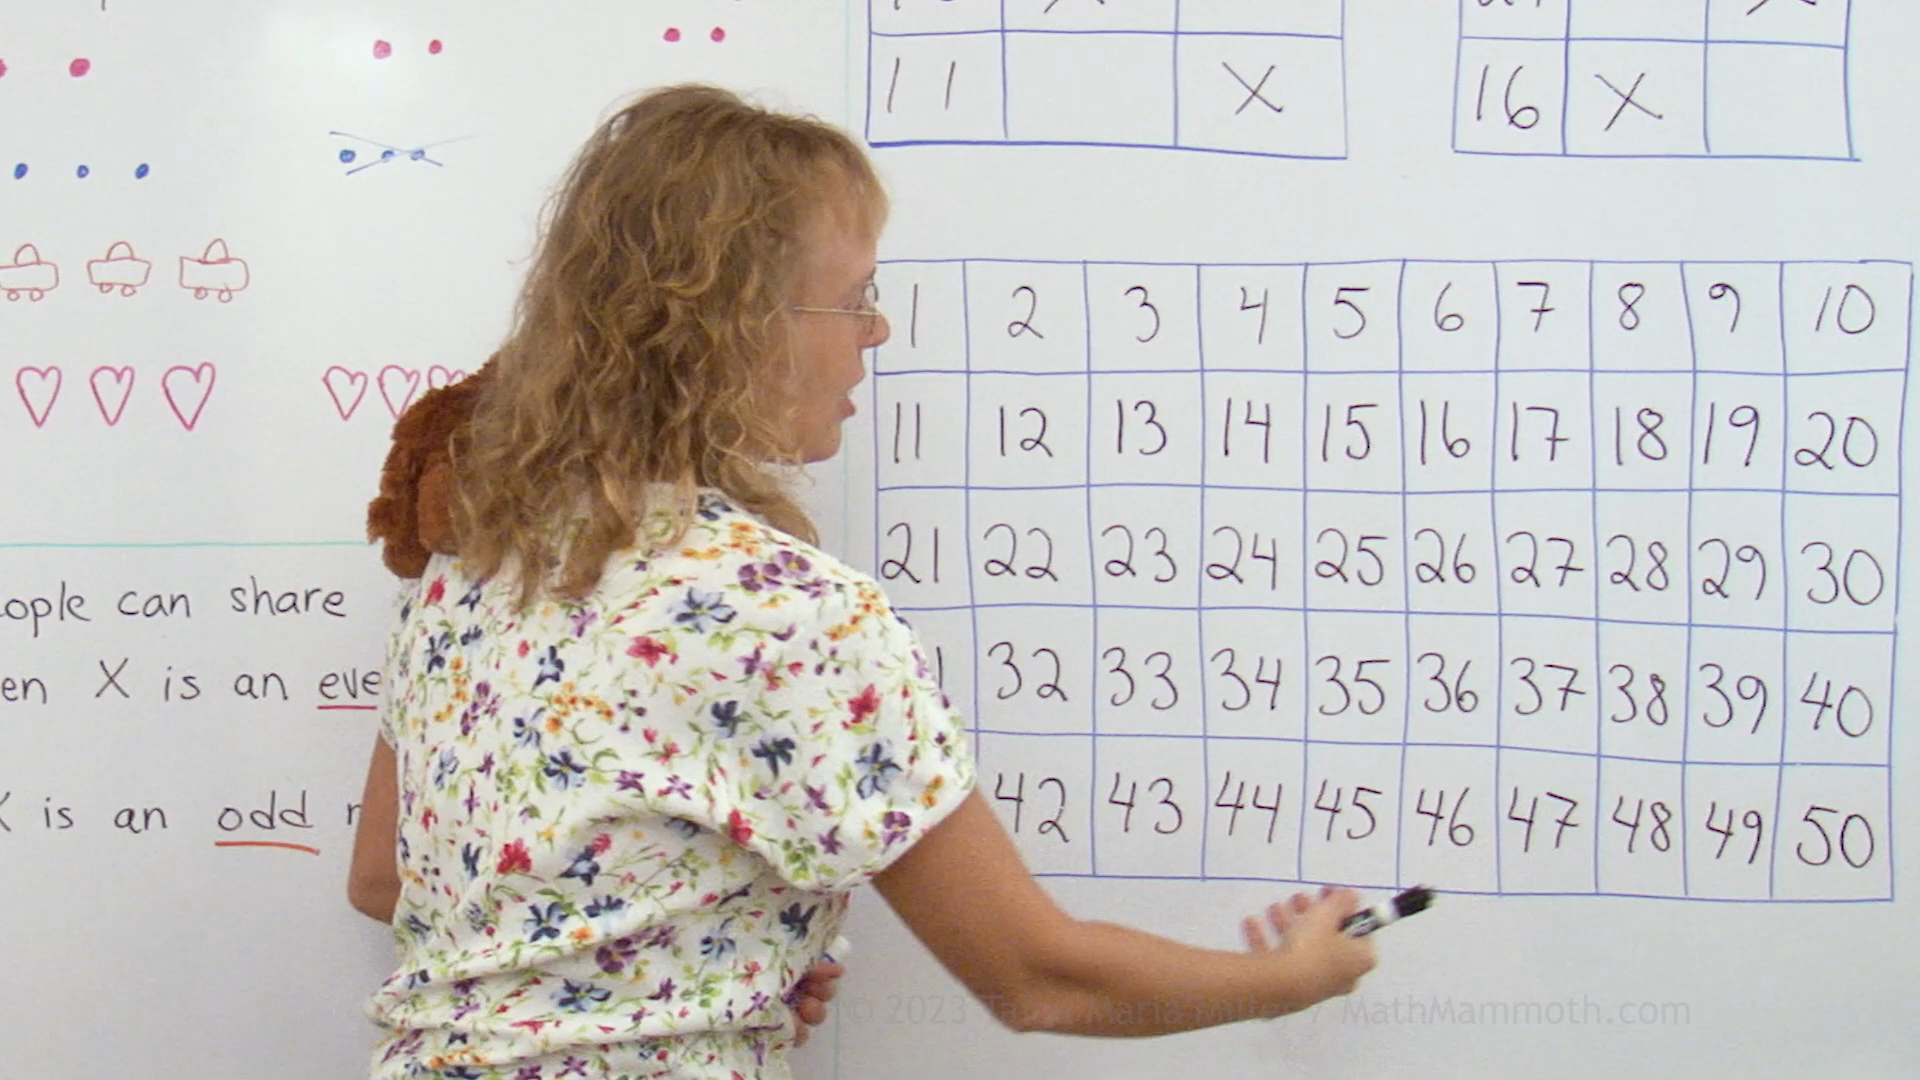 11 X
16 X
1 2 3 4 5 6 7 8 9 10
11 12 13 14 15 16 17 18 19 20
21 22 23 24 25 26 27 28 29 30
32 33 34 35 36 37 38 39 40
42 43 44 45 46 47 48 49 50
can share
X is an eve
is an odd
© 2023 Maria Miller / MathMammoth.com